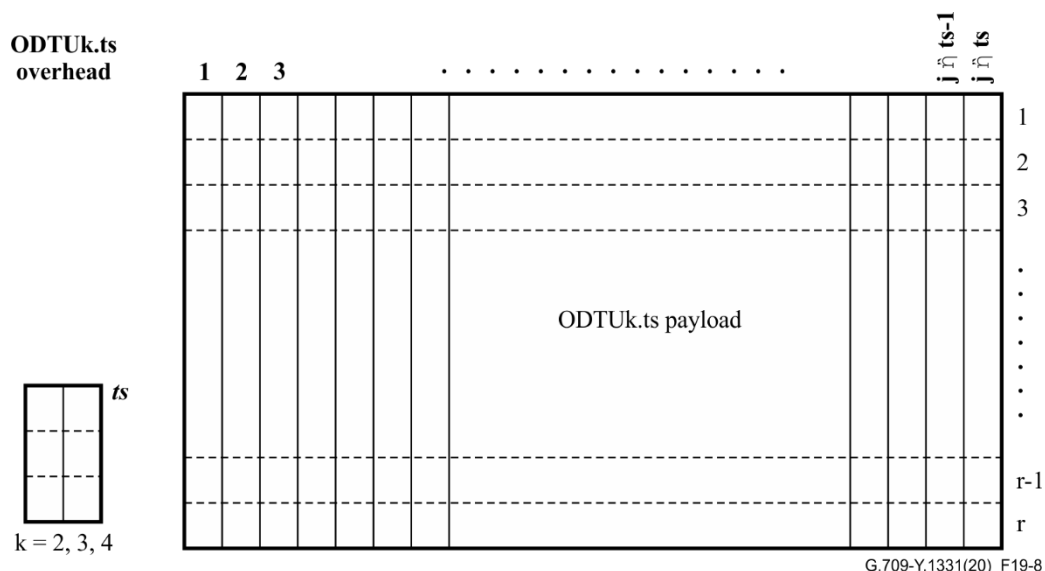 ODTUk.ts
overhead
1 2 3 . . . . . . . . . . . . . . .
j ñ ts-1
j ñ ts
1
2
3
ODTUk.ts payload
ts
r-1
r
k = 2, 3, 4
G.709-Y.1331(20)_F19-8